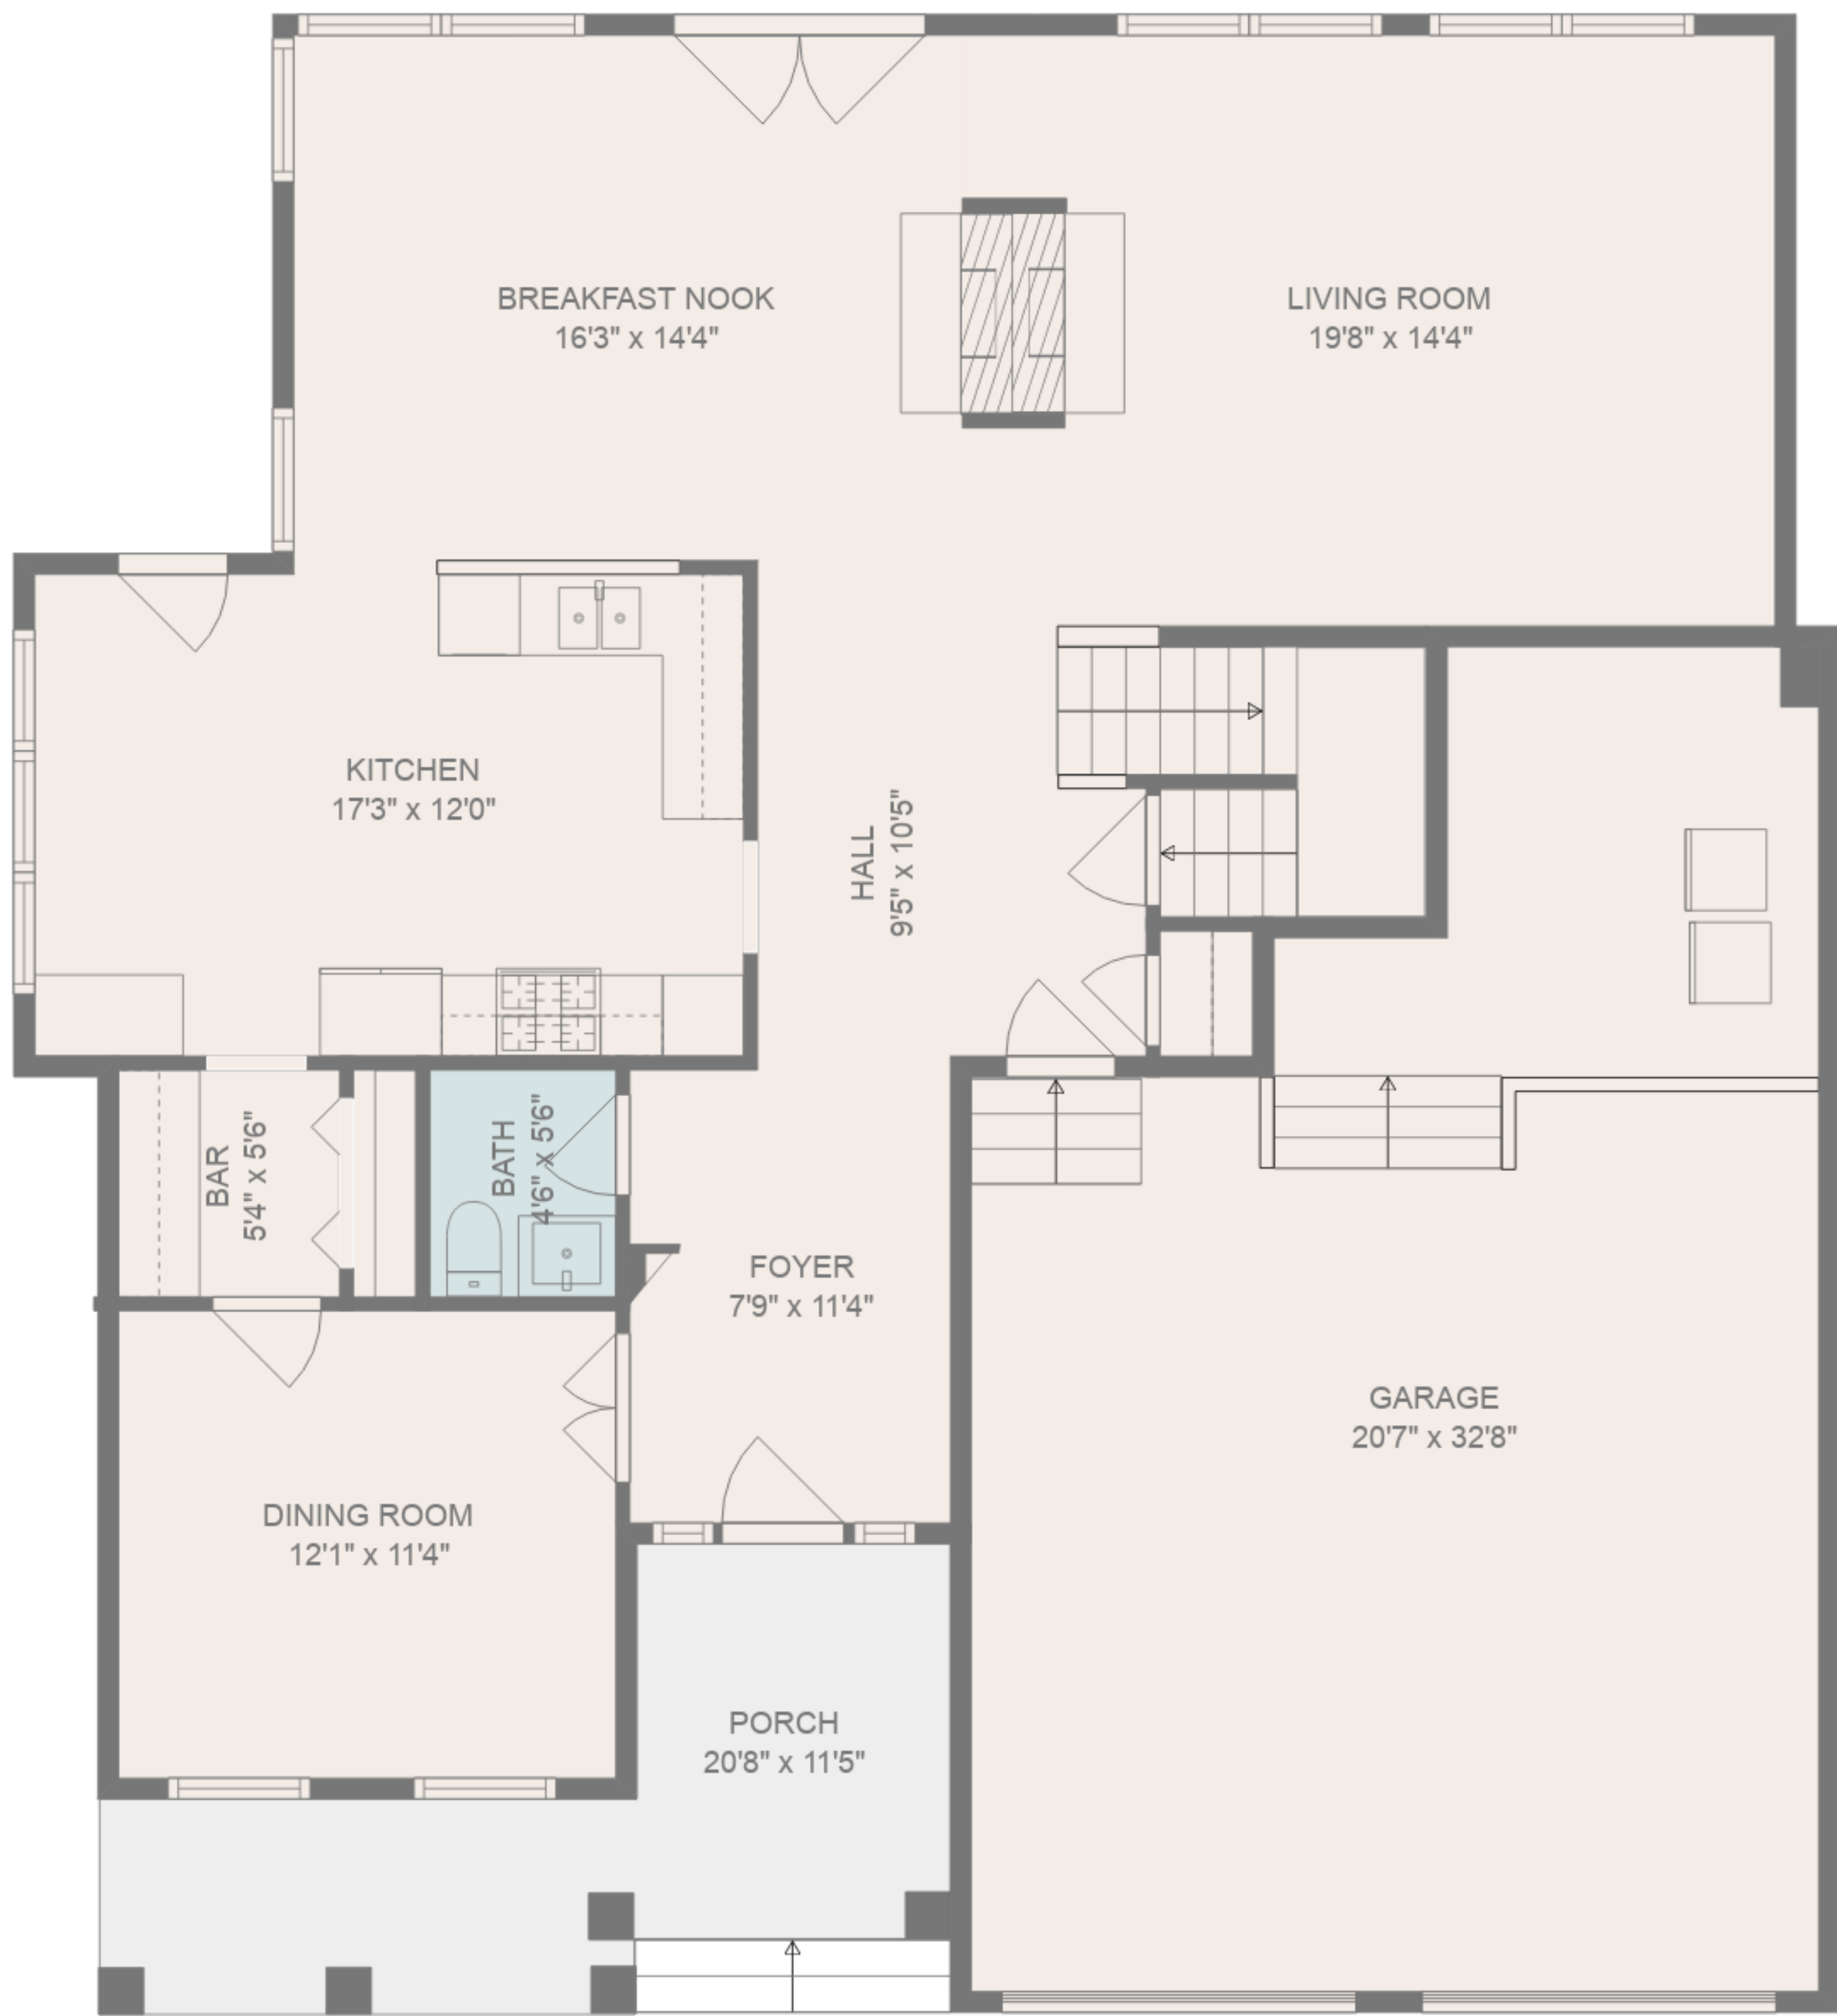 BREAKFAST NOOK
16'3" x 14'4"
LIVING ROOM
19'8" x 14'4"
KITCHEN
17'3" x 12'0"
HALL
9'5" x 10'5"
BAR
5'4" x 5'6"
BATH
4'6" x 5'6"
FOYER
7'9" x 11'4"
GARAGE
20'7" x 32'8"
DINING ROOM
12'1" x 11'4"
PORCH
20'8" x 11'5"